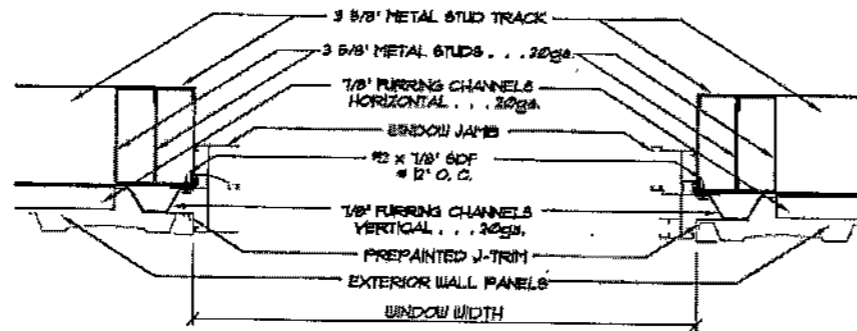 3 5/8" METAL STUD TRACK
3 5/8" METAL STUDS . . . 20ga.
7/8" FURRING CHANNELS
HORIZONTAL . . . 20ga.
WINDOW JAMB
#12 x 7/8" SDF
@ 12" O. C.
7/8" FURRING CHANNELS
VERTICAL . . . 20ga.
PREPAINTED J-TRIM
EXTERIOR WALL PANELS
WINDOW WIDTH